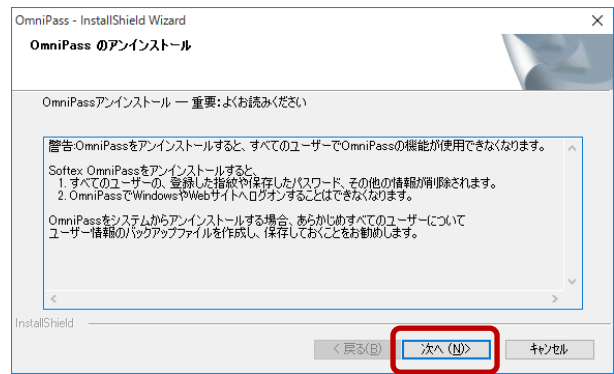 OmniPass - InstallShield Wizard
OmniPass のアンインストール
OmniPassアンインストール — 重要:よくお読みください
警告:OmniPassをアンインストールすると、すべてのユーザーでOmniPassの機能が使用できなくなります。
Softex OmniPassをアンインストールすると、
1. すべてのユーザーの、登録した指紋や保存したパスワード、その他の情報が削除されます。
2. OmniPassでWindowsやWebサイトへログオンすることはできなくなります。
OmniPassをシステムからアンインストールする場合、あらかじめすべてのユーザーについて
ユーザー情報のバックアップファイルを作成し、保存しておくことをお勧めします。
InstallShield
< 戻る(B)
次へ (N)>
キャンセル